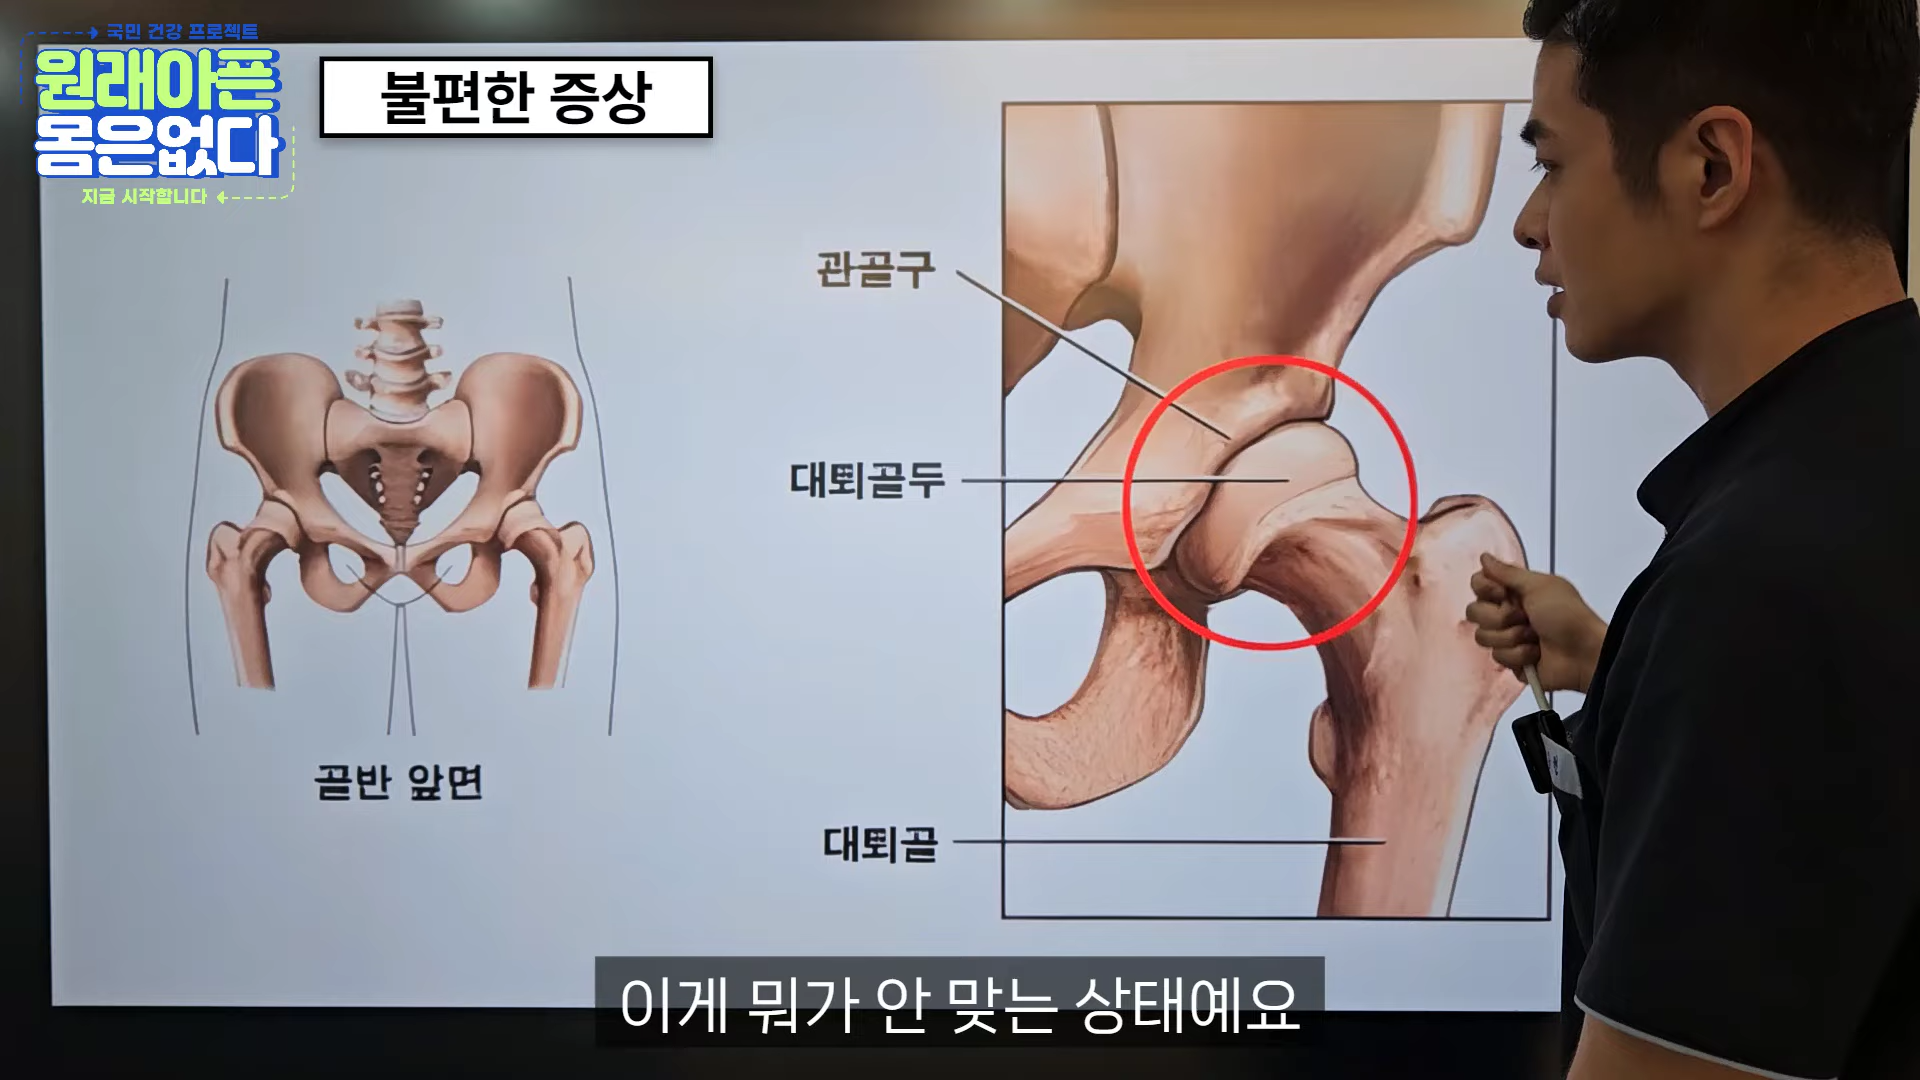 국민 건강 프로젝트
원래아픈
몸은없다
지금 시작합니다
불편한 증상
관골구
대퇴골두
대퇴골
골반 앞면
이게 뭐가 안 맞는 상태예요